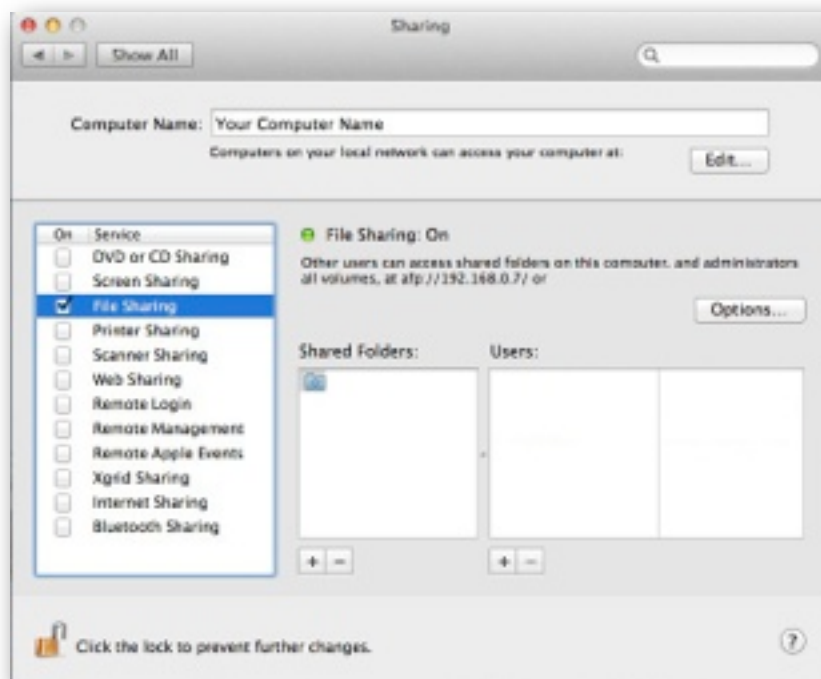 Sharing
Show All
Computer Name: Your Computer Name
Computers on your local network can access your computer at:
Edit...
On Service
DVD or CD Sharing
Screen Sharing
File Sharing
Printer Sharing
Scanner Sharing
Web Sharing
Remote Login
Remote Management
Remote Apple Events
Xgrid Sharing
Internet Sharing
Bluetooth Sharing
File Sharing: On
Other users can access shared folders on this computer, and administrators
all volumes, at afp://192.168.0.7/ or
Options...
Shared Folders: Users:
+ − + −
Click the lock to prevent further changes.
?